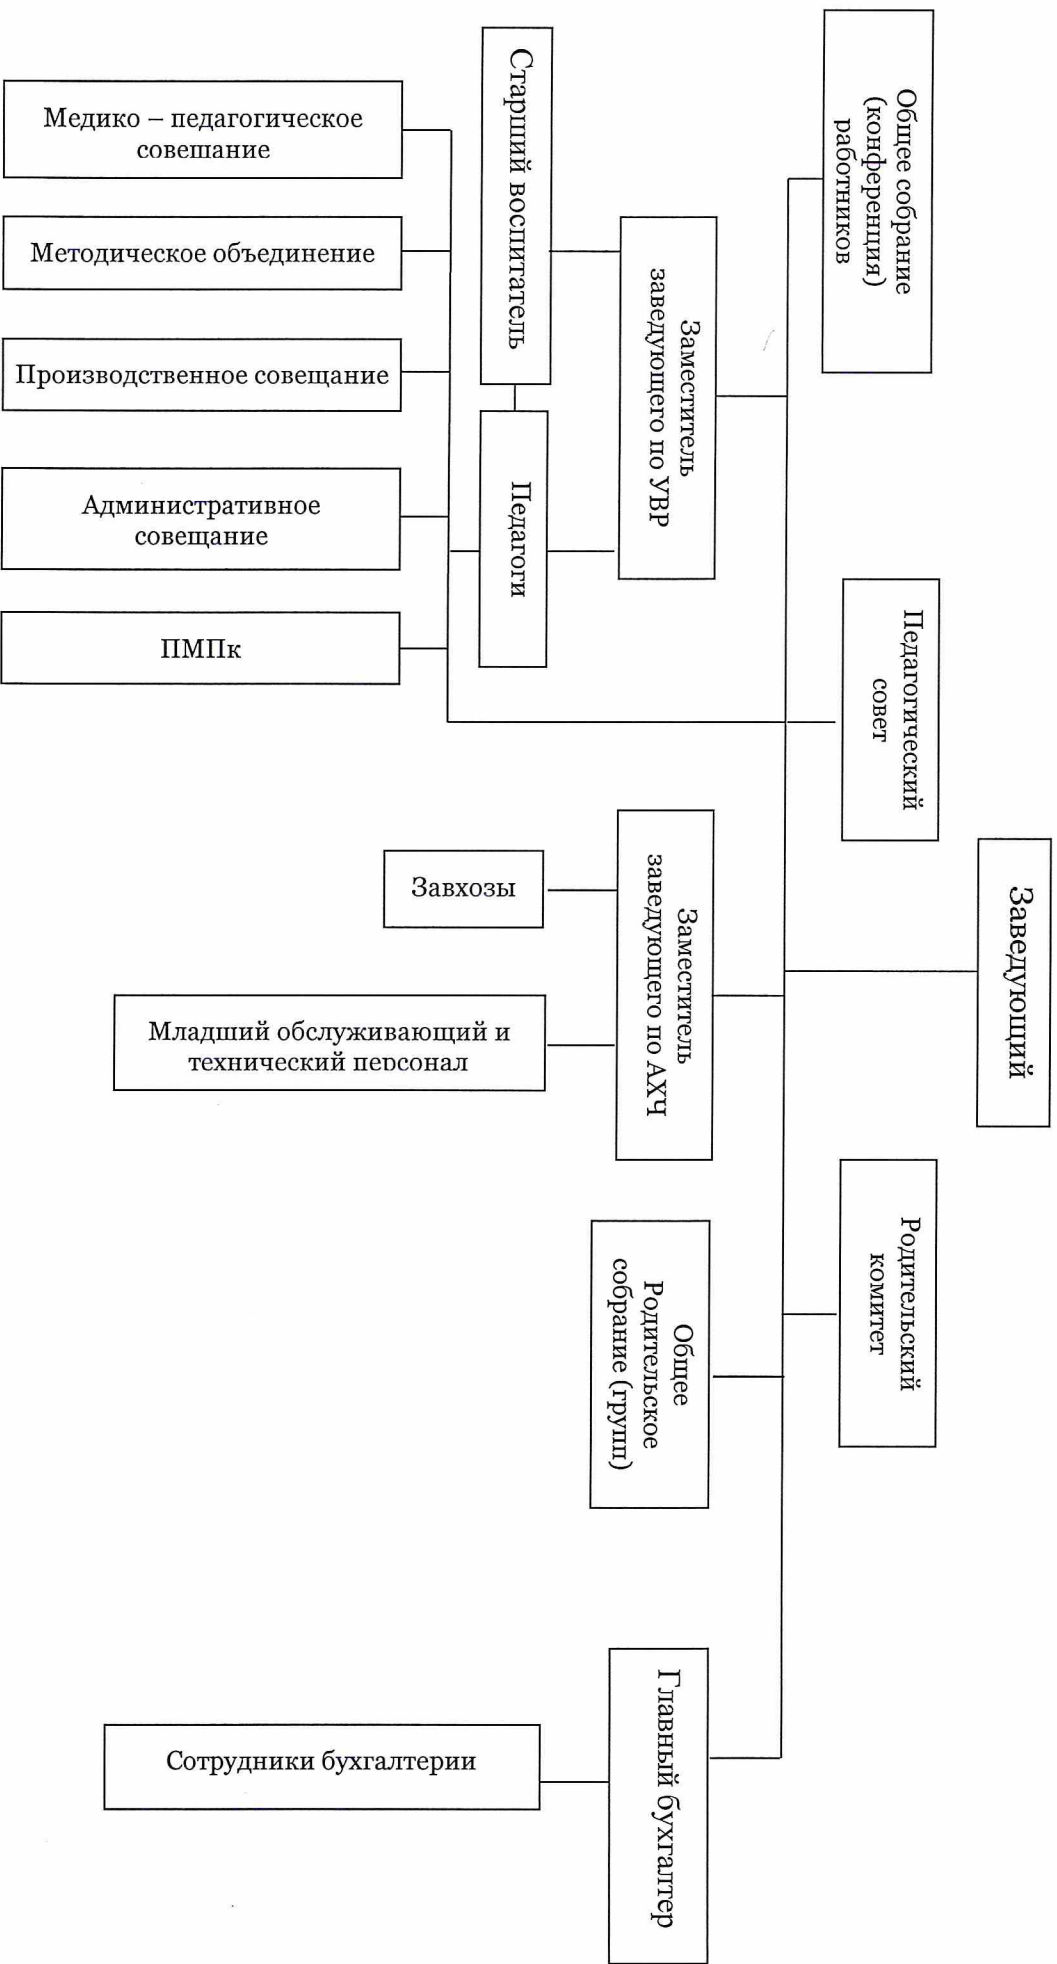 Заведующий
Общее собрание
(конференция)
работников
Педагогический
совет
Родительский
комитет
Заместитель
заведующего по УВР
Заместитель
заведующего по АХЧ
Общее
Родительское
собрание (групп)
Главный бухгалтер
Старший воспитатель
Педагоги
Завхозы
Младший обслуживающий и
технический персонал
Сотрудники бухгалтерии
Медико – педагогическое
совешание
Методическое объединение
Производственное совещание
Административное
совещание
ПМПк